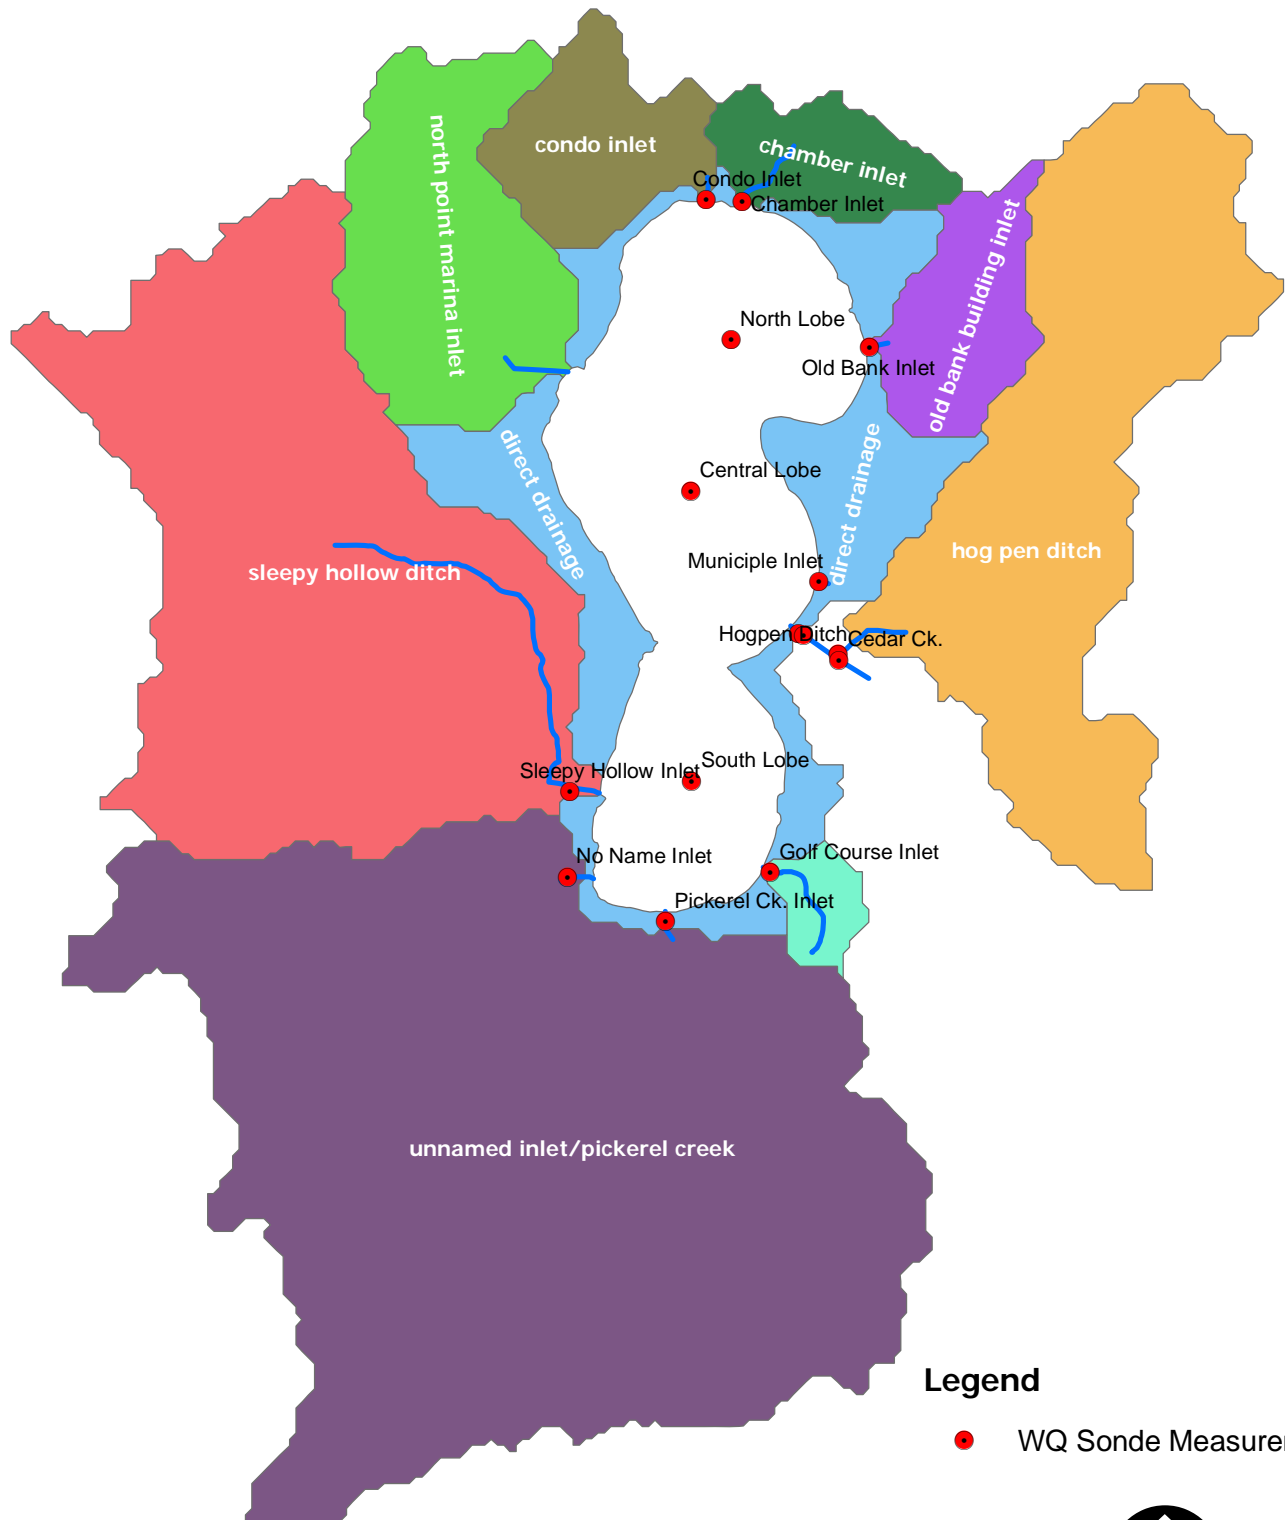 north point marina inlet
condo inlet
chamber inlet
Condo Inlet
Chamber Inlet
old bank building inlet
North Lobe
Old Bank Inlet
direct drainage
direct drainage
Central Lobe
hog pen ditch
Municiple Inlet
sleepy hollow ditch
Hogpen Ditch
Cedar Ck.
South Lobe
Sleepy Hollow Inlet
Golf Course Inlet
No Name Inlet
Pickerel Ck. Inlet
unnamed inlet/pickerel creek
Legend
WQ Sonde Measure